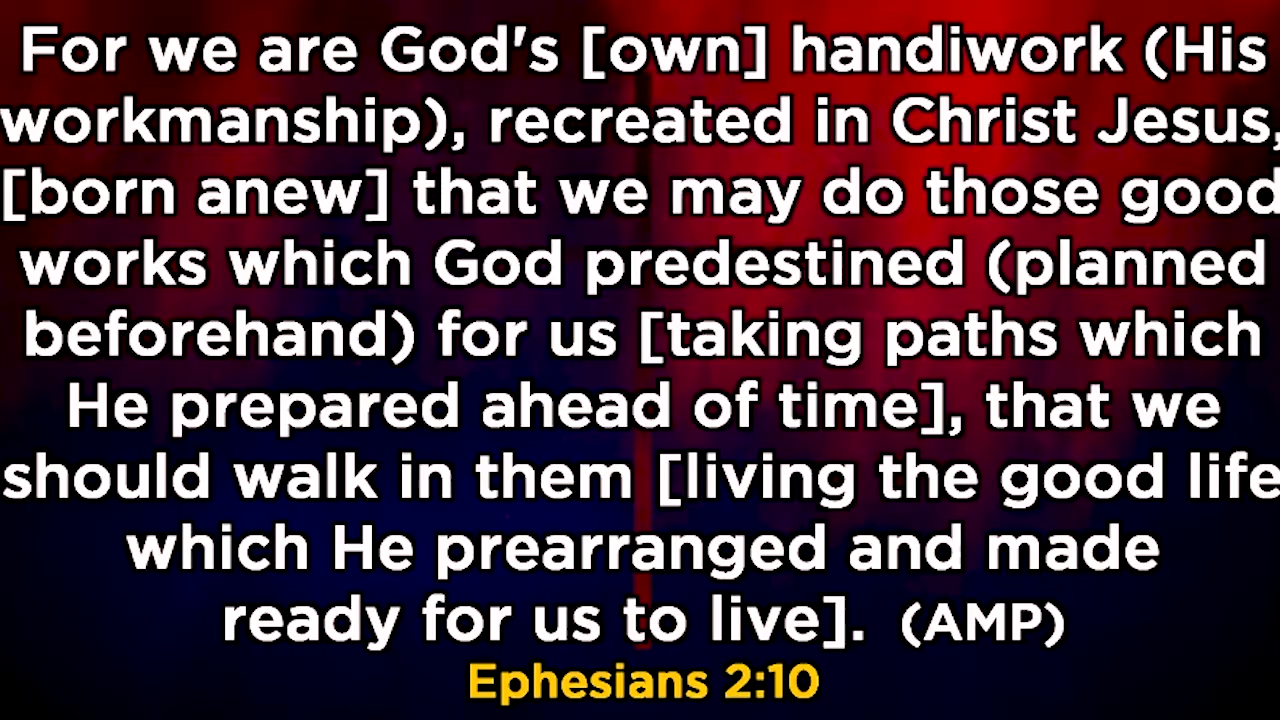 For we are God's [own] handiwork (His
workmanship), recreated in Christ Jesus,
[born anew] that we may do those good
works which God predestined (planned
beforehand) for us [taking paths which
He prepared ahead of time], that we
should walk in them [living the good life
which He prearranged and made
ready for us to live]. (AMP)
Ephesians 2:10